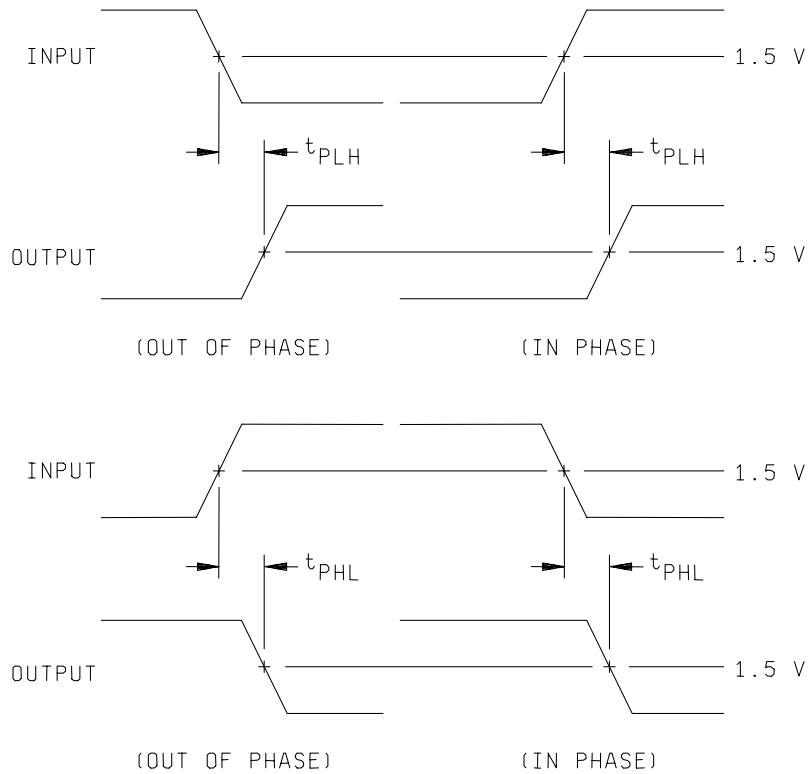 INPUT 1.5 V
tPLH tPLH
OUTPUT 1.5 V
(OUT OF PHASE) (IN PHASE)
INPUT 1.5 V
tPHL tPHL
OUTPUT 1.5 V
(OUT OF PHASE) (IN PHASE)